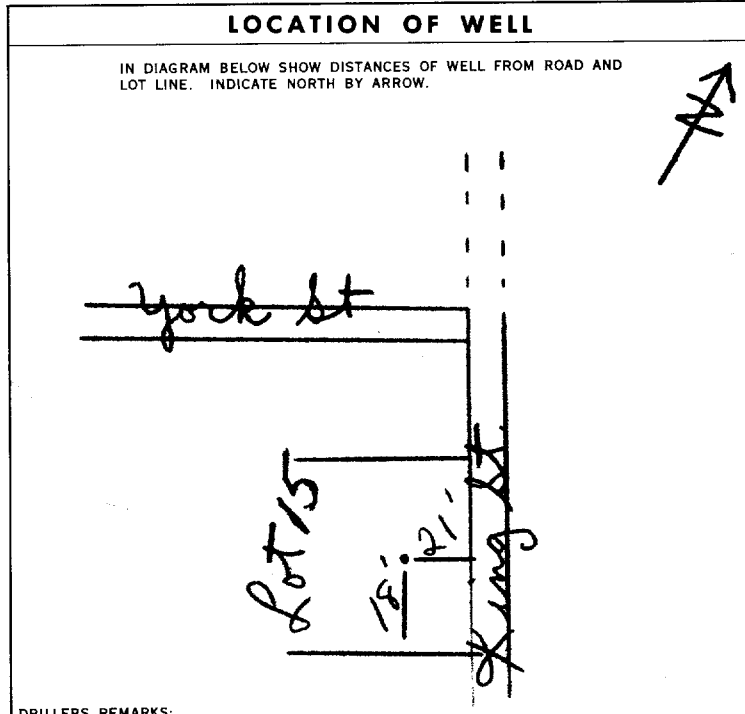 LOCATION OF WELL
IN DIAGRAM BELOW SHOW DISTANCES OF WELL FROM ROAD AND
LOT LINE. INDICATE NORTH BY ARROW.
N
York St
Lot 15
21'
18'
King St
DRILLERS REMARKS: